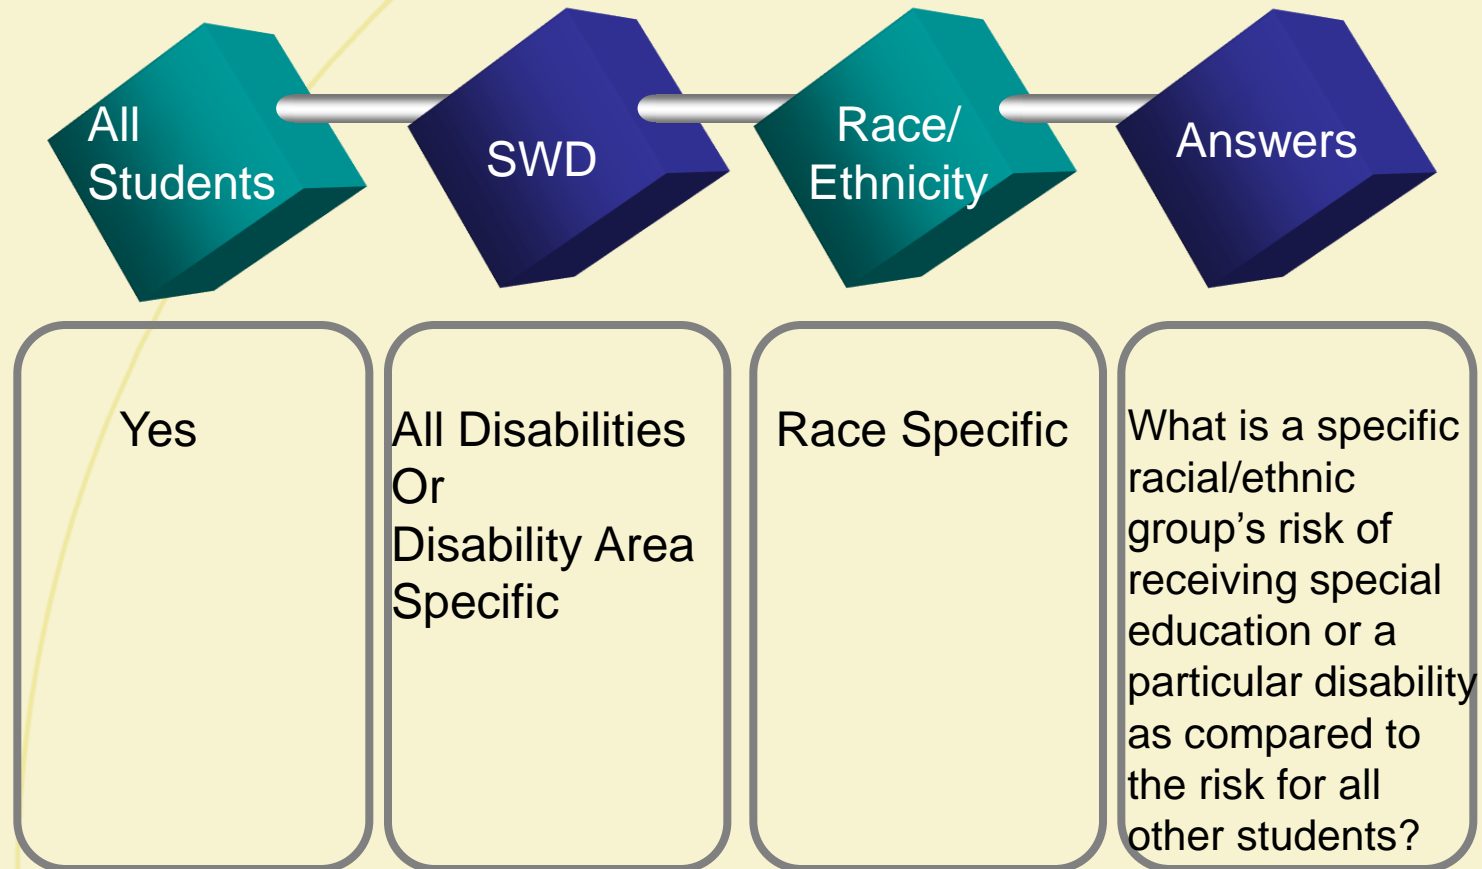 All
Students
SWD
Race/
Ethnicity
Answers
Yes
All Disabilities
Or
Disability Area
Specific
Race Specific
What is a specific
racial/ethnic
group’s risk of
receiving special
education or a
particular disability
as compared to
the risk for all
other students?